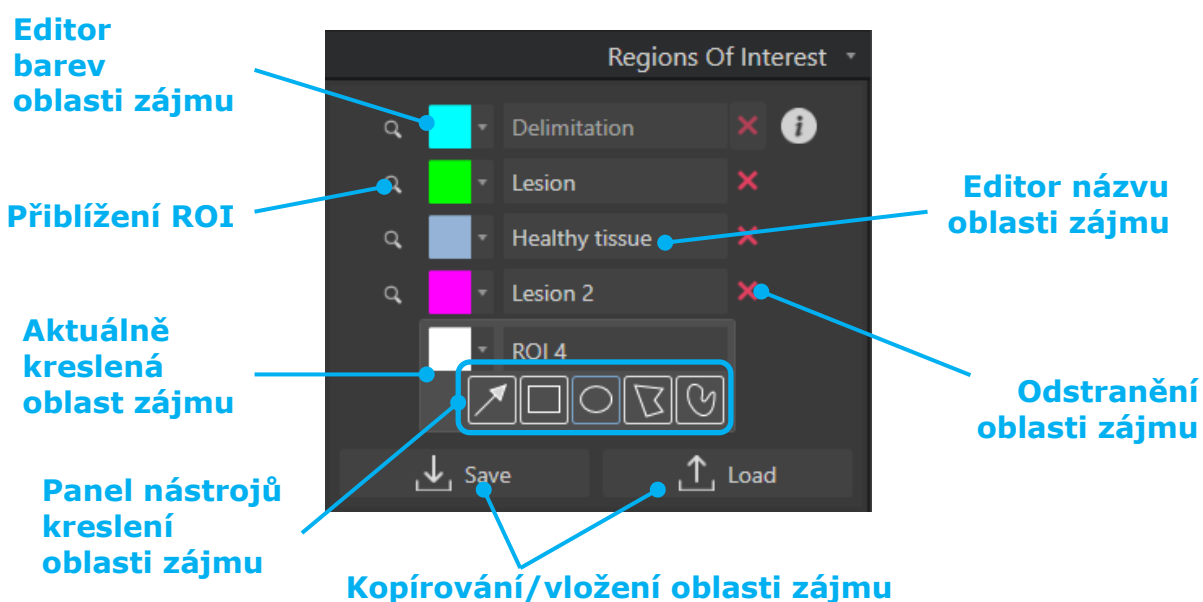 Editor
barev
oblasti zájmu
Regions Of Interest
Delimitation
i
Lesion
Přiblížení ROI
Editor názvu
oblasti zájmu
Healthy tissue
Lesion 2
Aktuálně
kreslená
oblast zájmu
ROI 4
Odstranění
oblasti zájmu
Save
Load
Panel nástrojů
kreslení
oblasti zájmu
Kopírování/vložení oblasti zájmu